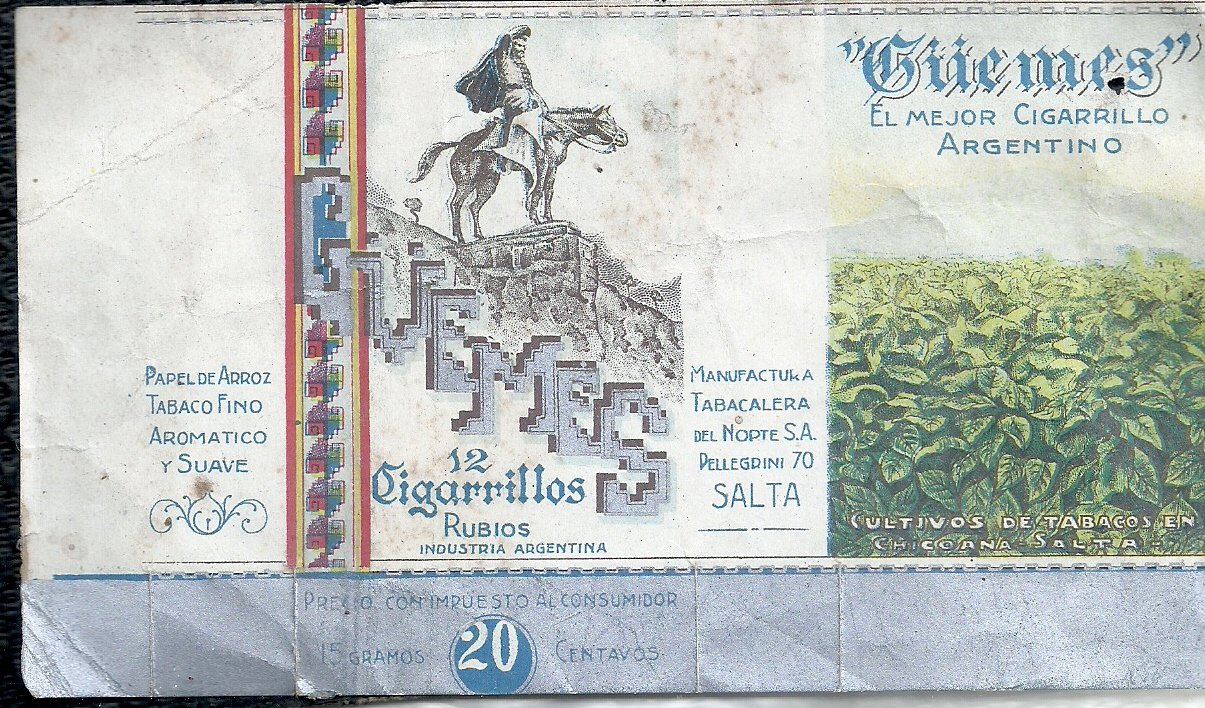 PAPEL DE ARROZ
TABACO FINO
AROMATICO
Y SUAVE
GÜEMES
12
Cigarrillos
RUBIOS
INDUSTRIA ARGENTINA
MANUFACTURA
TABACALERA
DEL NORTE S.A.
PELLEGRINI 70
SALTA
"Güemes"
EL MEJOR CIGARRILLO
ARGENTINO
CULTIVOS DE TABACOS EN
CHICOANA - SALTA -
PRECIO CON IMPUESTO AL CONSUMIDOR
15 GRAMOS 20 CENTAVOS